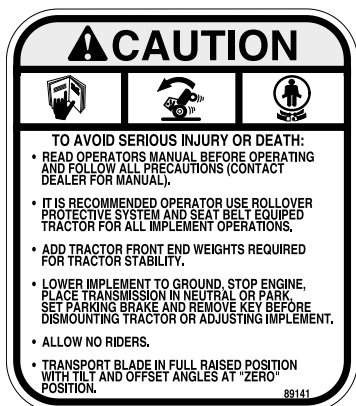 CAUTION
TO AVOID SERIOUS INJURY OR DEATH:
• READ OPERATORS MANUAL BEFORE OPERATING
AND FOLLOW ALL PRECAUTIONS (CONTACT
DEALER FOR MANUAL).
• IT IS RECOMMENDED OPERATOR USE ROLLOVER
PROTECTIVE SYSTEM AND SEAT BELT EQUIPED
TRACTOR FOR ALL IMPLEMENT OPERATIONS.
• ADD TRACTOR FRONT END WEIGHTS REQUIRED
FOR TRACTOR STABILITY.
• LOWER IMPLEMENT TO GROUND, STOP ENGINE,
PLACE TRANSMISSION IN NEUTRAL OR PARK,
SET PARKING BRAKE AND REMOVE KEY BEFORE
DISMOUNTING TRACTOR OR ADJUSTING IMPLEMENT.
• ALLOW NO RIDERS.
• TRANSPORT BLADE IN FULL RAISED POSITION
WITH TILT AND OFFSET ANGLES AT "ZERO"
POSITION.
89141